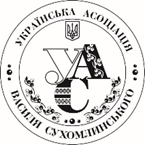 УКРАЇНСЬКА АСОЦІАЦІЯ
УАС
ВАСИЛЯ СУХОМЛИНСЬКОГО